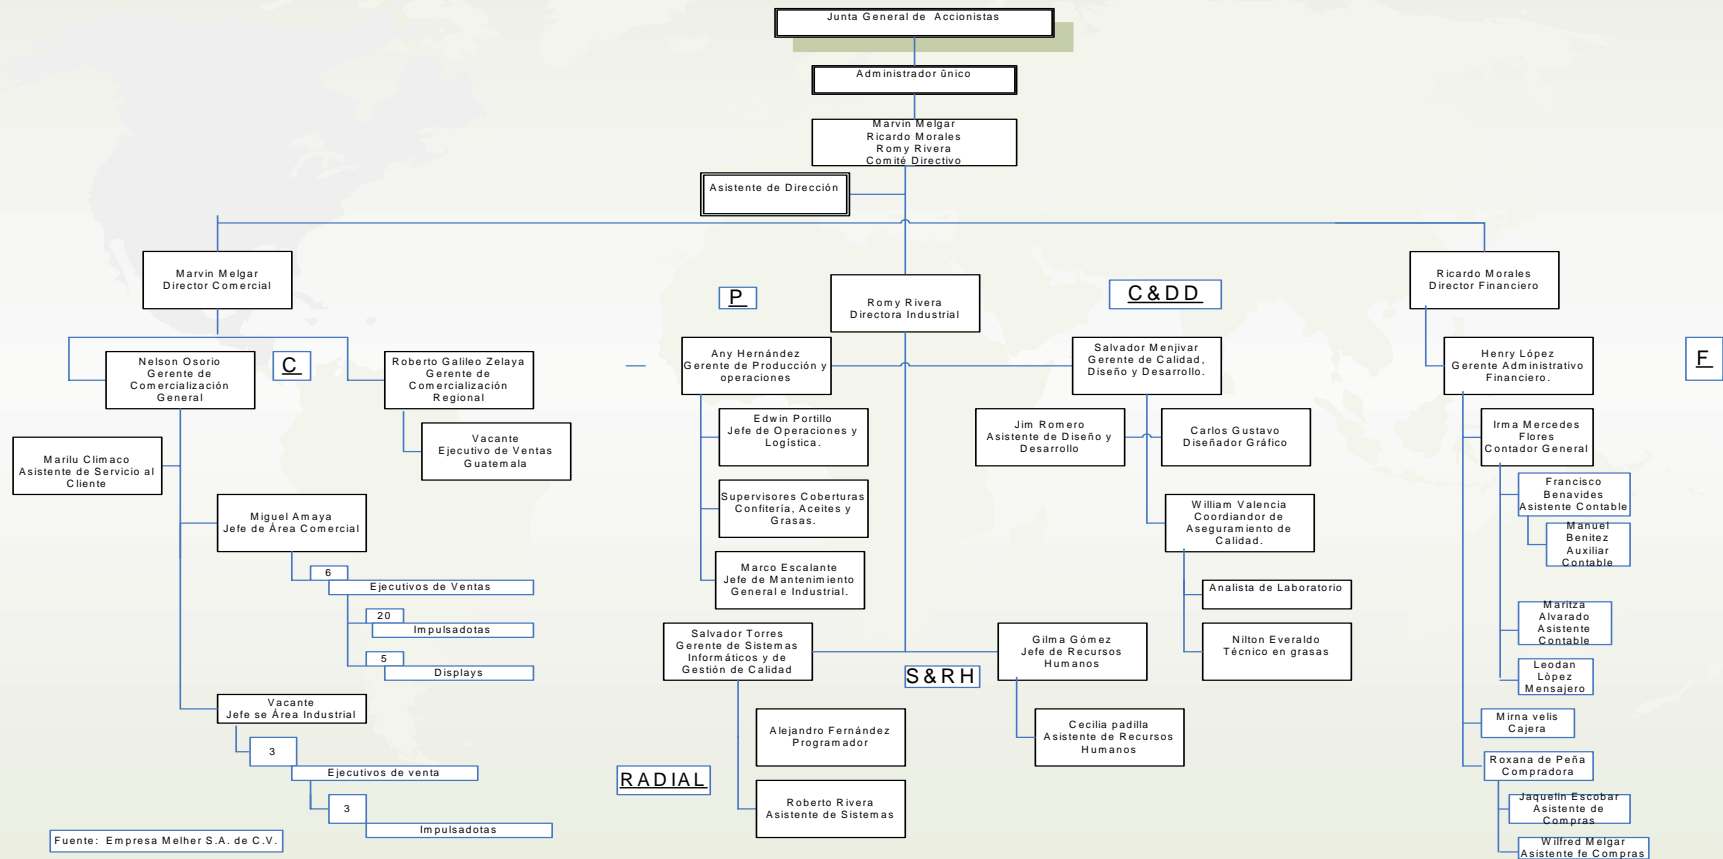 Junta General de Accionistas
Administrador ûnico
Marvin Melgar
Ricardo Morales
Romy Rivera
Comité Directivo
Asistente de Dirección
Marvin Melgar
Director Comercial
Romy Rivera
Directora Industrial
Ricardo Morales
Director Financiero
P
C&DD
C
F
Nelson Osorio
Gerente de
Comercialización
General
Roberto Galileo Zelaya
Gerente de
Comercialización
Regional
Vacante
Ejecutivo de Ventas
Guatemala
Marilu Climaco
Asistente de Servicio al
Cliente
Miguel Amaya
Jefe de Área Comercial
6
Ejecutivos de Ventas
20
Impulsadotas
5
Displays
Vacante
Jefe se Área Industrial
3
Ejecutivos de venta
3
Impulsadotas
Any Hernández
Gerente de Producción y
operaciones
Edwin Portillo
Jefe de Operaciones y
Logística.
Supervisores Coberturas
Confitería, Aceites y
Grasas.
Marco Escalante
Jefe de Mantenimiento
General e Industrial.
Salvador Menjivar
Gerente de Calidad,
Diseño y Desarrollo.
Jim Romero
Asistente de Diseño y
Desarrollo
Carlos Gustavo
Diseñador Gráfico
William Valencia
Coordiandor de
Aseguramiento de
Calidad.
Analista de Laboratorio
Nilton Everaldo
Técnico en grasas
Salvador Torres
Gerente de Sistemas
Informáticos y de
Gestión de Calidad
S&RH
Gilma Gómez
Jefe de Recursos
Humanos
Alejandro Fernández
Programador
Roberto Rivera
Asistente de Sistemas
Cecilia padilla
Asistente de Recursos
Humanos
RADIAL
Henry López
Gerente Administrativo
Financiero.
Irma Mercedes
Flores
Contador General
Francisco
Benavides
Asistente Contable
Manuel
Benitez
Auxiliar
Contable
Maritza
Alvarado
Asistente
Contable
Leodan
Lòpez
Mensajero
Mirna velis
Cajera
Roxana de Peña
Compradora
Jaquelin Escobar
Asistente de
Compras
Wilfred Melgar
Asistente fe Compras
Fuente: Empresa Melher S.A. de C.V.